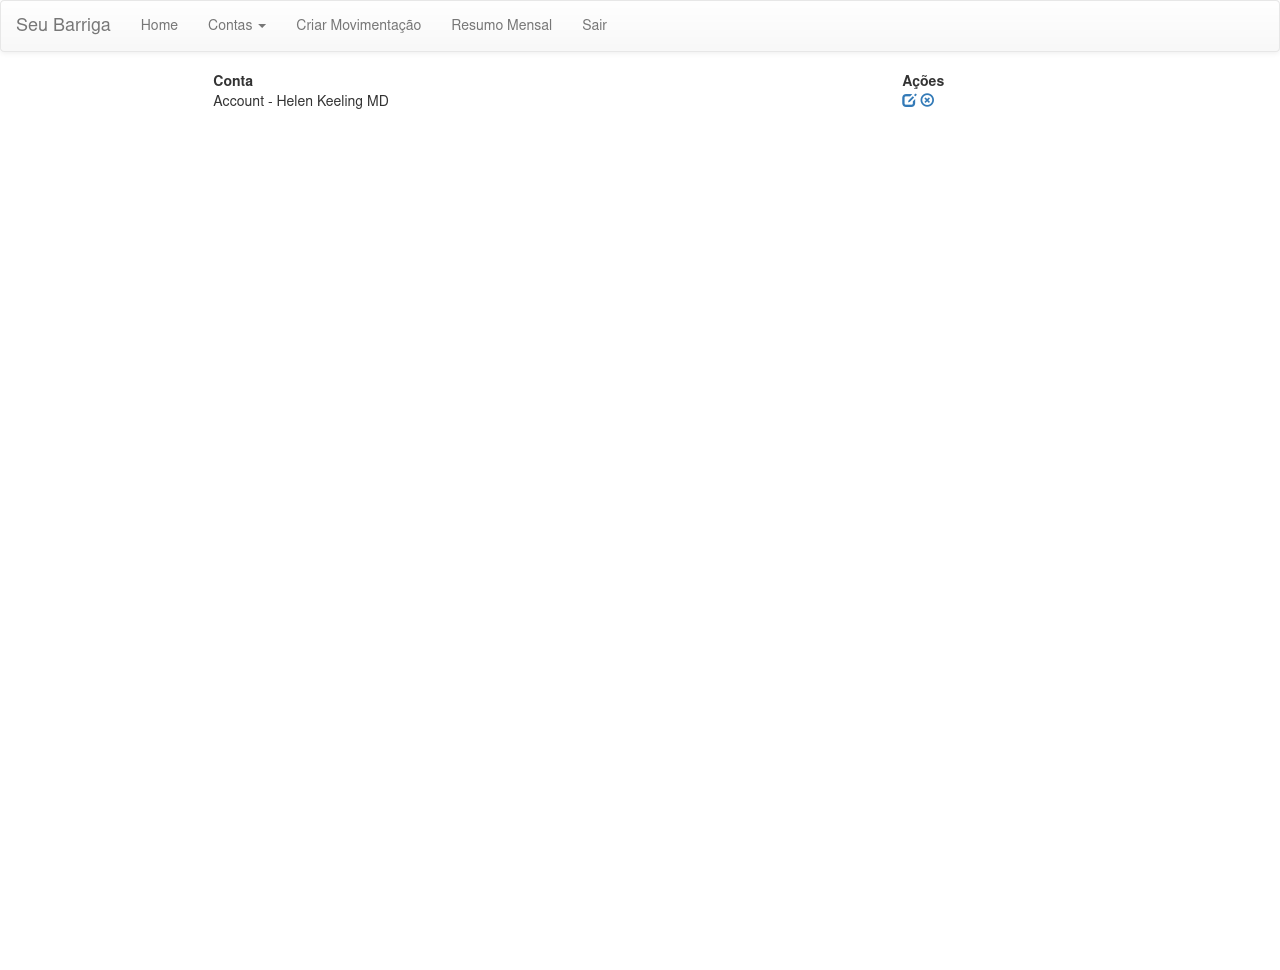 Seu Barriga Home Contas Criar Movimentação Resumo Mensal Sair
Conta Ações
Account - Helen Keeling MD